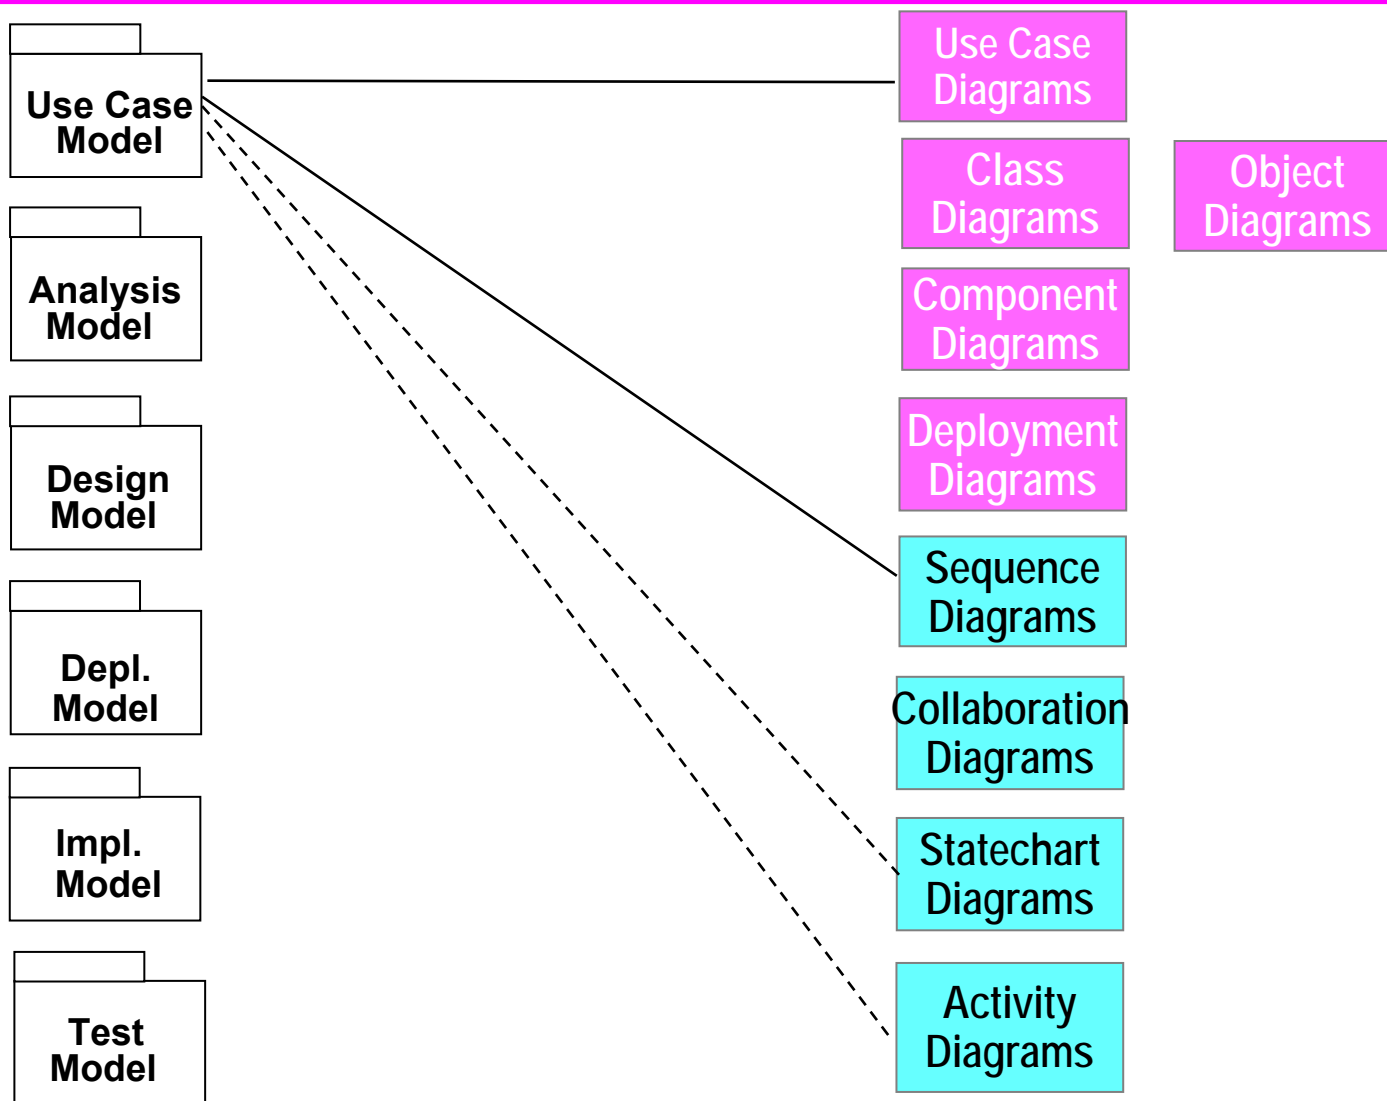 Use Case
Model
Analysis
Model
Design
Model
Depl.
Model
Impl.
Model
Test
Model
Use Case
Diagrams
Class
Diagrams
Object
Diagrams
Component
Diagrams
Deployment
Diagrams
Sequence
Diagrams
Collaboration
Diagrams
Statechart
Diagrams
Activity
Diagrams